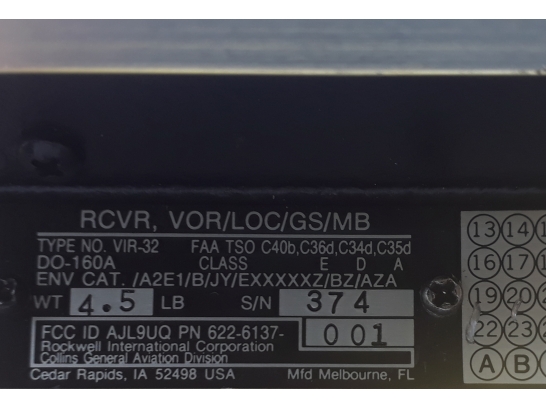 RCVR, VOR/LOC/GS/MB
TYPE NO. VIR-32 FAA TSO C40b,C36d,C34d,C35d
DO-160A CLASS E D A
ENV CAT. /A2E1/B/JY/EXXXXXZ/BZ/AZA
WT 4.5 LB S/N 374
FCC ID AJL9UQ PN 622-6137- 001
Rockwell International Corporation
Collins General Aviation Division
Cedar Rapids, IA 52498 USA Mfd Melbourne, FL
13 14
16 17
19 20
22 23
A B